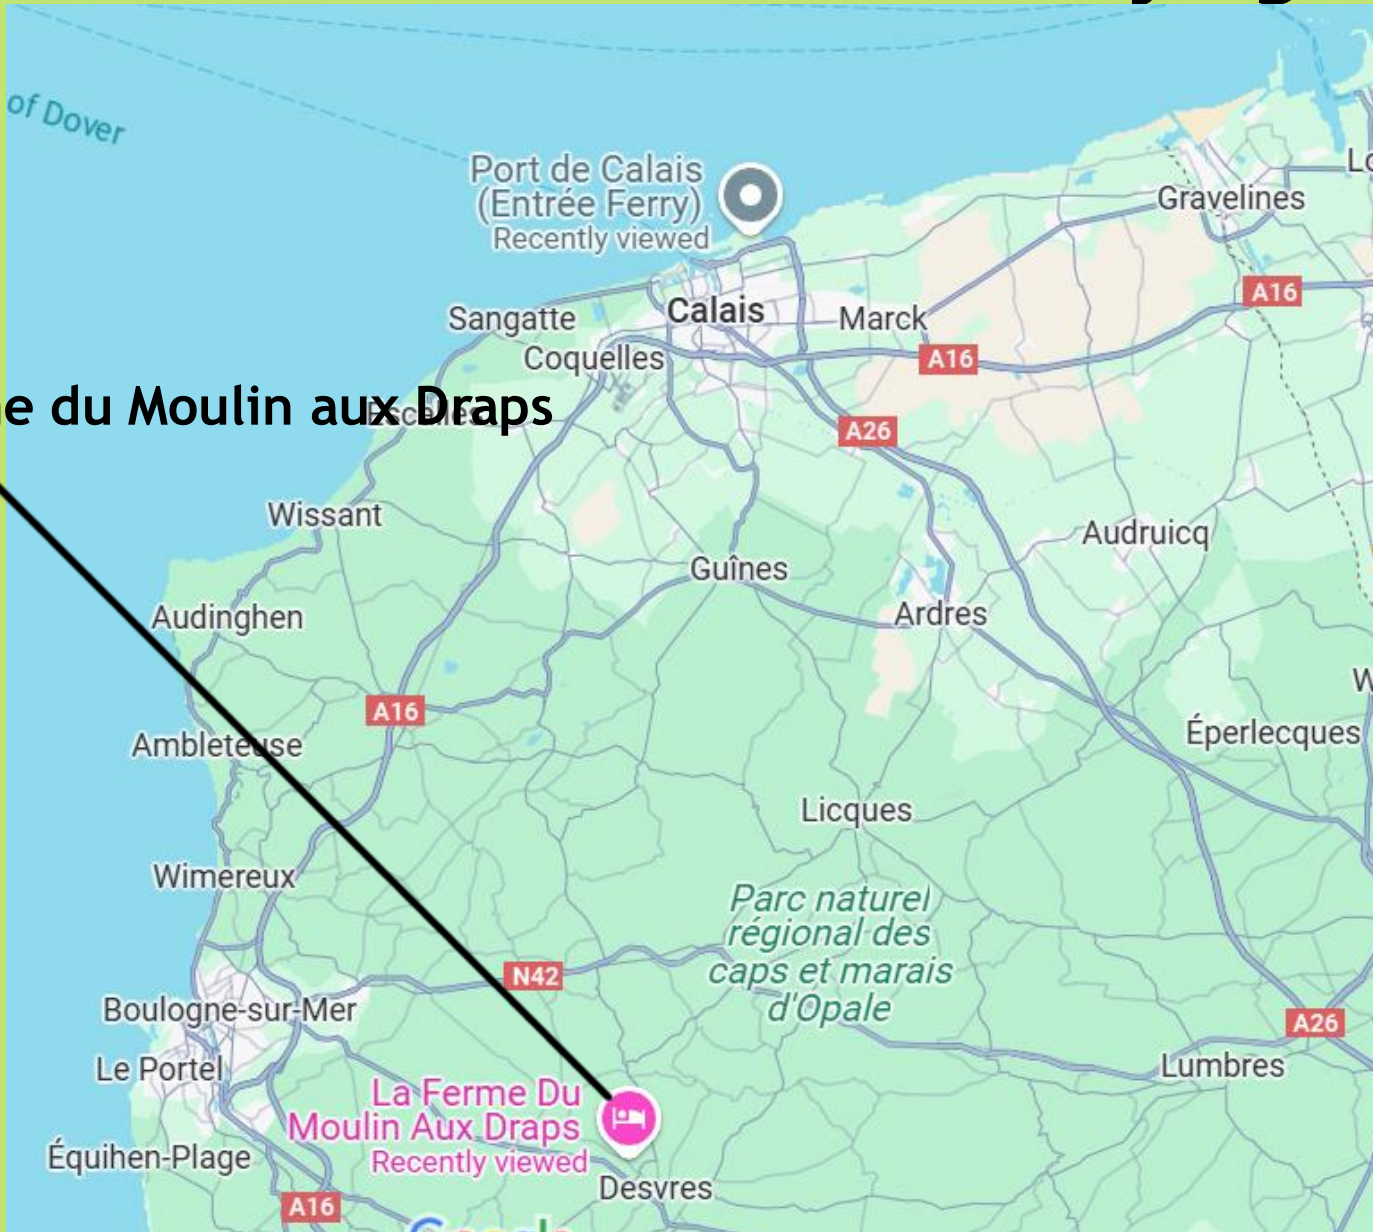 of Dover
Port de Calais
(Entrée Ferry)
Recently viewed
Gravelines
A16
Calais
Sangatte
Marck
Coquelles
A16
du Moulin aux Draps
A26
Wissant
Audruicq
Guînes
Audinghen
Ardres
A16
Éperlecques
Ambleteuse
Licques
Wimereux
Parc naturel
régional des
caps et marais
d'Opale
N42
Boulogne-sur-Mer
A26
Le Portel
Lumbres
La Ferme Du
Moulin Aux Draps
Recently viewed
Équihen-Plage
Desvres
A16